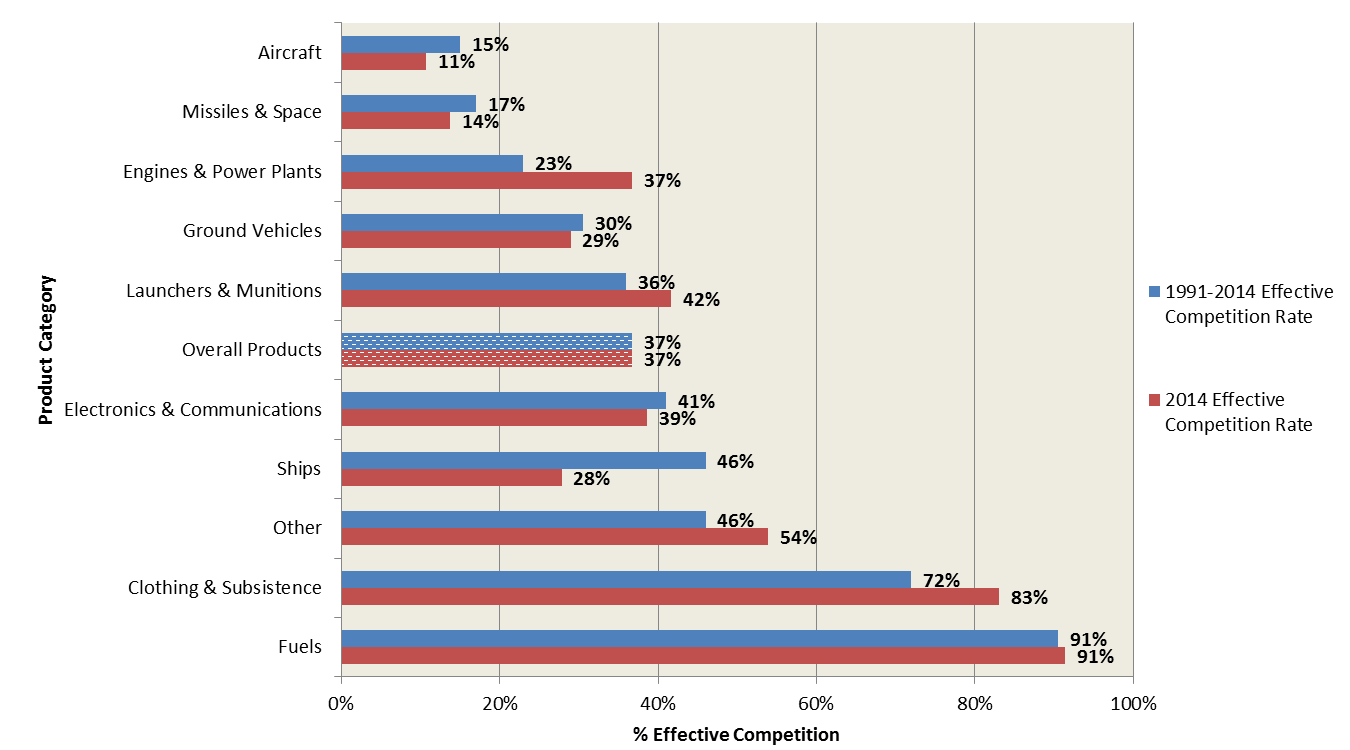 Aircraft
15%
11%
Missiles & Space
17%
14%
Engines & Power Plants
23%
37%
Ground Vehicles
30%
29%
Launchers & Munitions
36%
42%
Overall Products
37%
37%
Electronics & Communications
41%
39%
Ships
46%
28%
Other
46%
54%
Clothing & Subsistence
72%
83%
Fuels
91%
91%
Product Category
0%
20%
40%
60%
80%
100%
% Effective Competition
1991-2014 Effective
Competition Rate
2014 Effective
Competition Rate